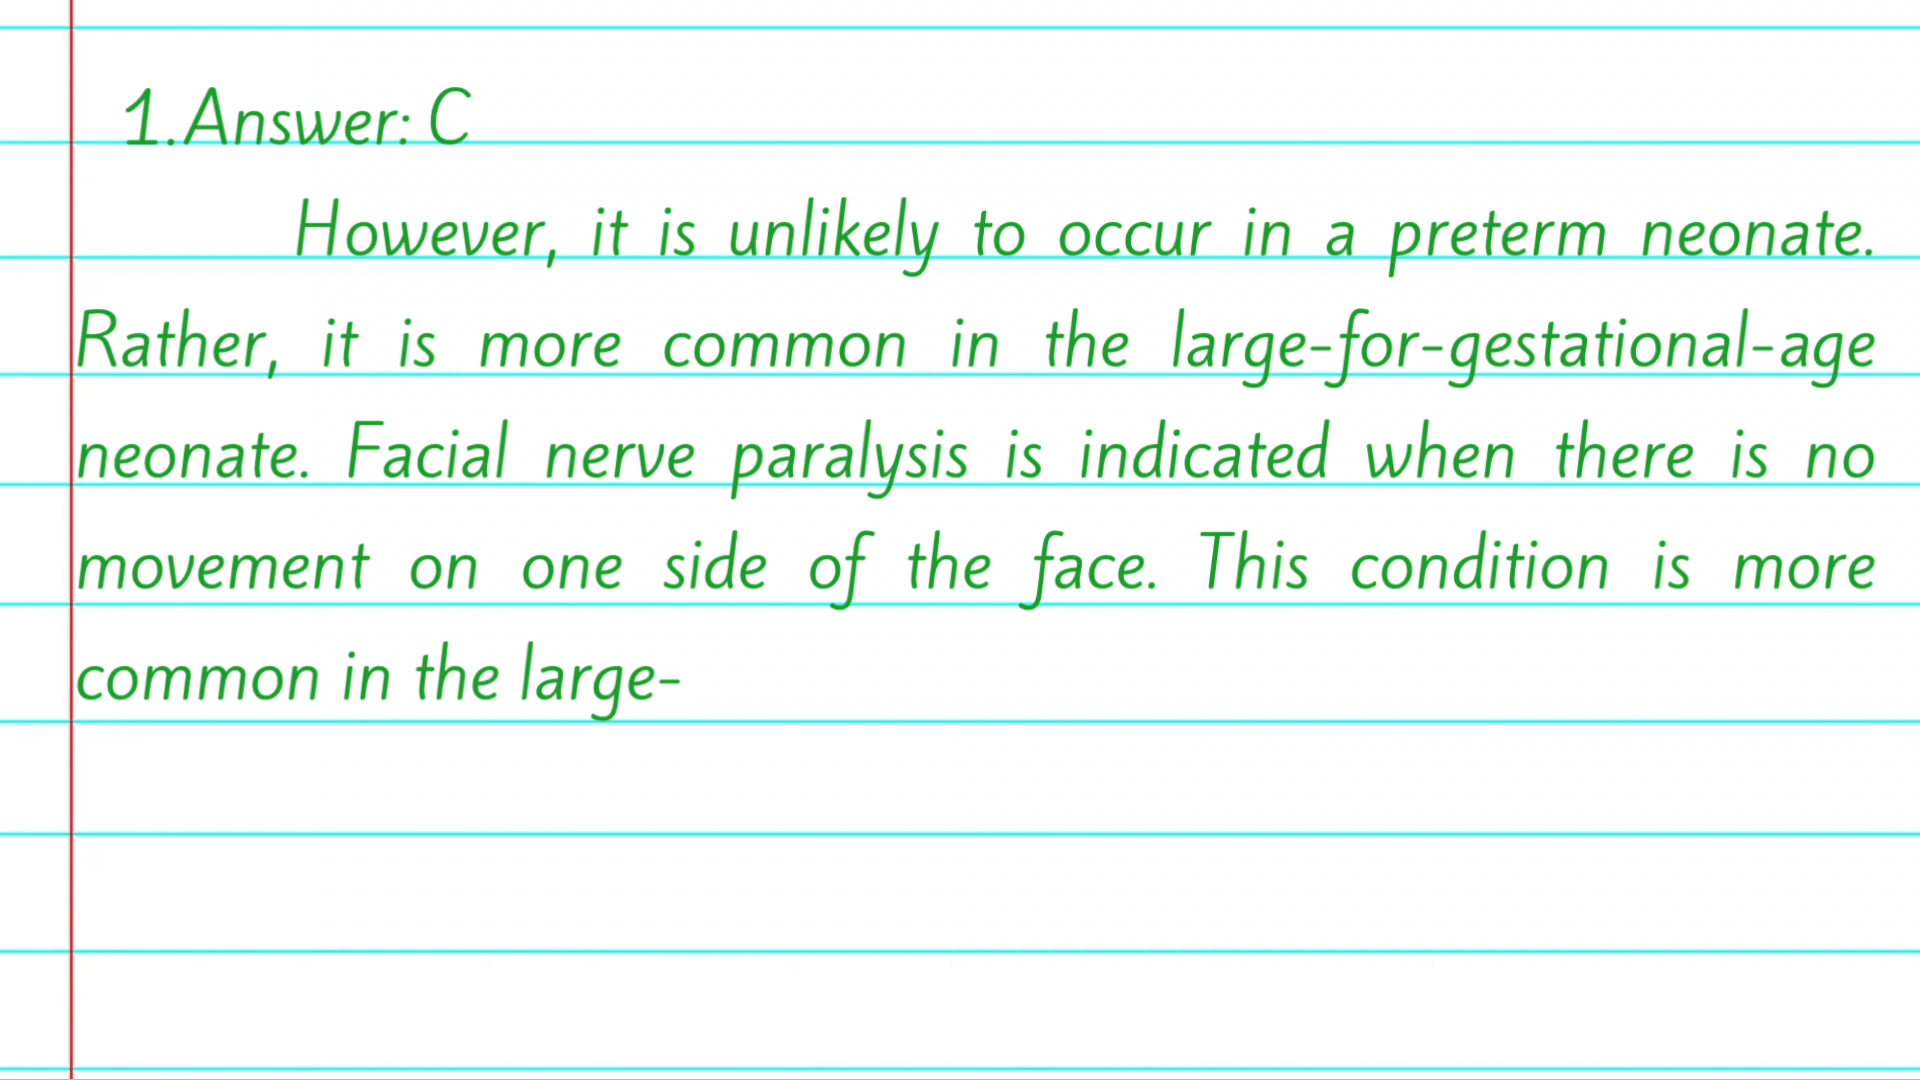 1.Answer: C
However, it is unlikely to occur in a preterm neonate.
Rather, it is more common in the large-for-gestational-age
neonate. Facial nerve paralysis is indicated when there is no
movement on one side of the face. This condition is more
common in the large-